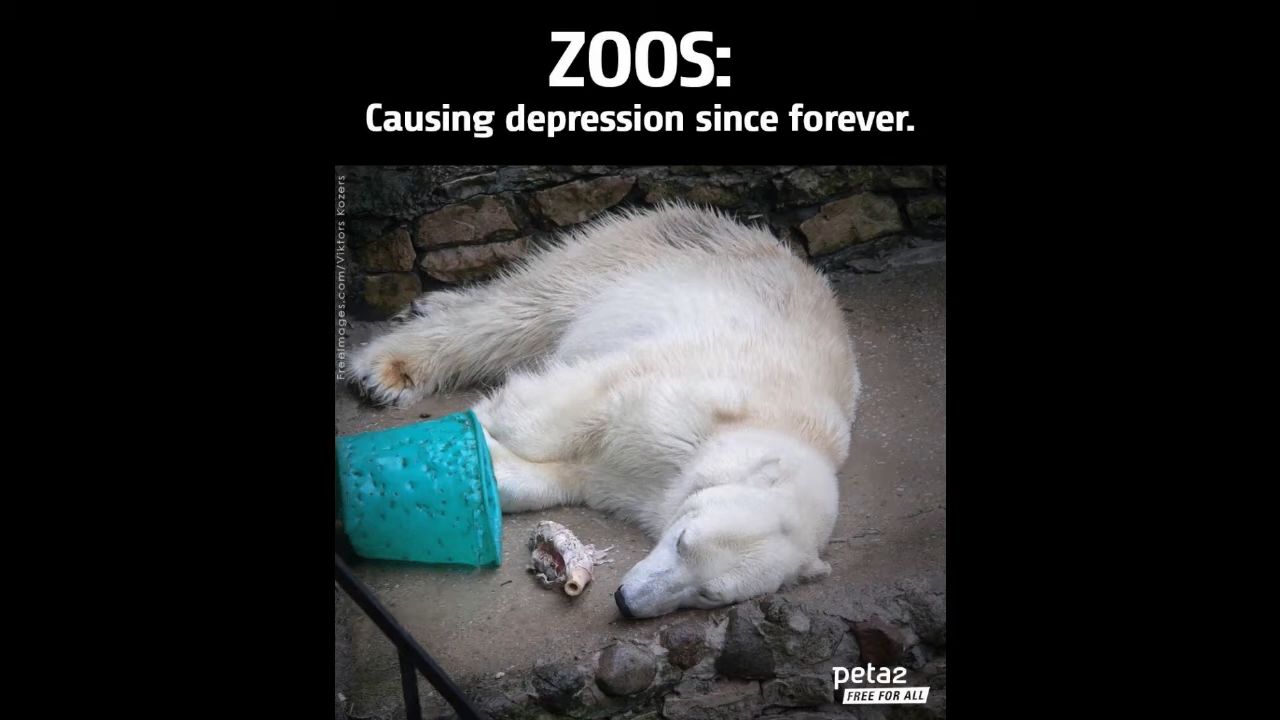 ZOOS:
Causing depression since forever.
FreeImages.com/Viktors Kozers
peta2
FREE FOR ALL